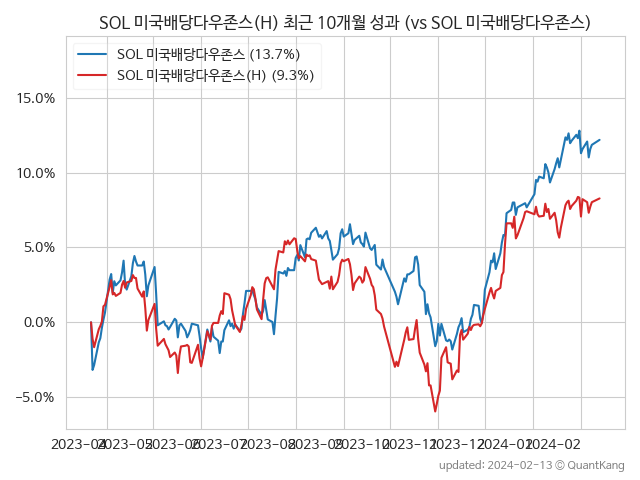 SOL 미국배당다우존스(H) 최근 10개월 성과 (vs SOL 미국배당다우존스)
SOL 미국배당다우존스 (13.7%)
SOL 미국배당다우존스(H) (9.3%)
15.0%
10.0%
5.0%
0.0%
−5.0%
2023-04 2023-05 2023-06 2023-07 2023-08 2023-09 2023-10 2023-11 2023-12 2024-01 2024-02
updated: 2024-02-13 © QuantKang